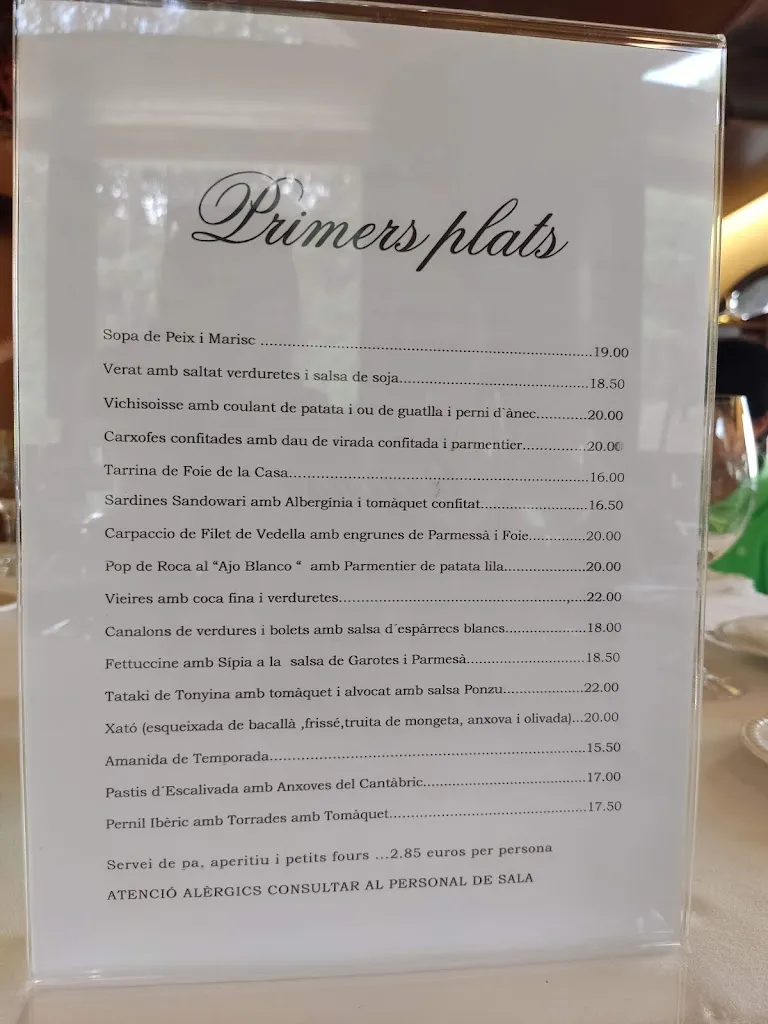 Primers plats
Sopa de Peix i Marisc ........................................................................19.00
Verat amb saltat verduretes i salsa de soja..........................................18.50
Vichisoisse amb coulant de patata i ou de guatlla i perni d`ànec...........20.00
Carxofes confitades amb dau de virada confitada i parmentier..............20.00
Tarrina de Foie de la Casa.................................................................16.00
Sardines Sandowari amb Albergínia i tomàquet confitat.......................16.50
Carpaccio de Filet de Vedella amb engrunes de Parmessà i Foie............20.00
Pop de Roca al “Ajo Blanco “ amb Parmentier de patata lila..................20.00
Vieires amb coca fina i verduretes..................................................,....22.00
Canalons de verdures i bolets amb salsa d´espàrrecs blancs.................18.00
Fettuccine amb Sípia a la salsa de Garotes i Parmesà..........................18.50
Tataki de Tonyina amb tomàquet i alvocat amb salsa Ponzu.................22.00
Xató (esqueixada de bacallà ,frissé,truita de mongeta, anxova i olivada)...20.00
Amanida de Temporada......................................................................15.50
Pastis d´Escalivada amb Anxoves del Cantàbric...................................17.00
Pernil Ibèric amb Torrades amb Tomàquet..........................................17.50
Servei de pa, aperitiu i petits fours ...2.85 euros per persona
ATENCIÓ ALÈRGICS CONSULTAR AL PERSONAL DE SALA